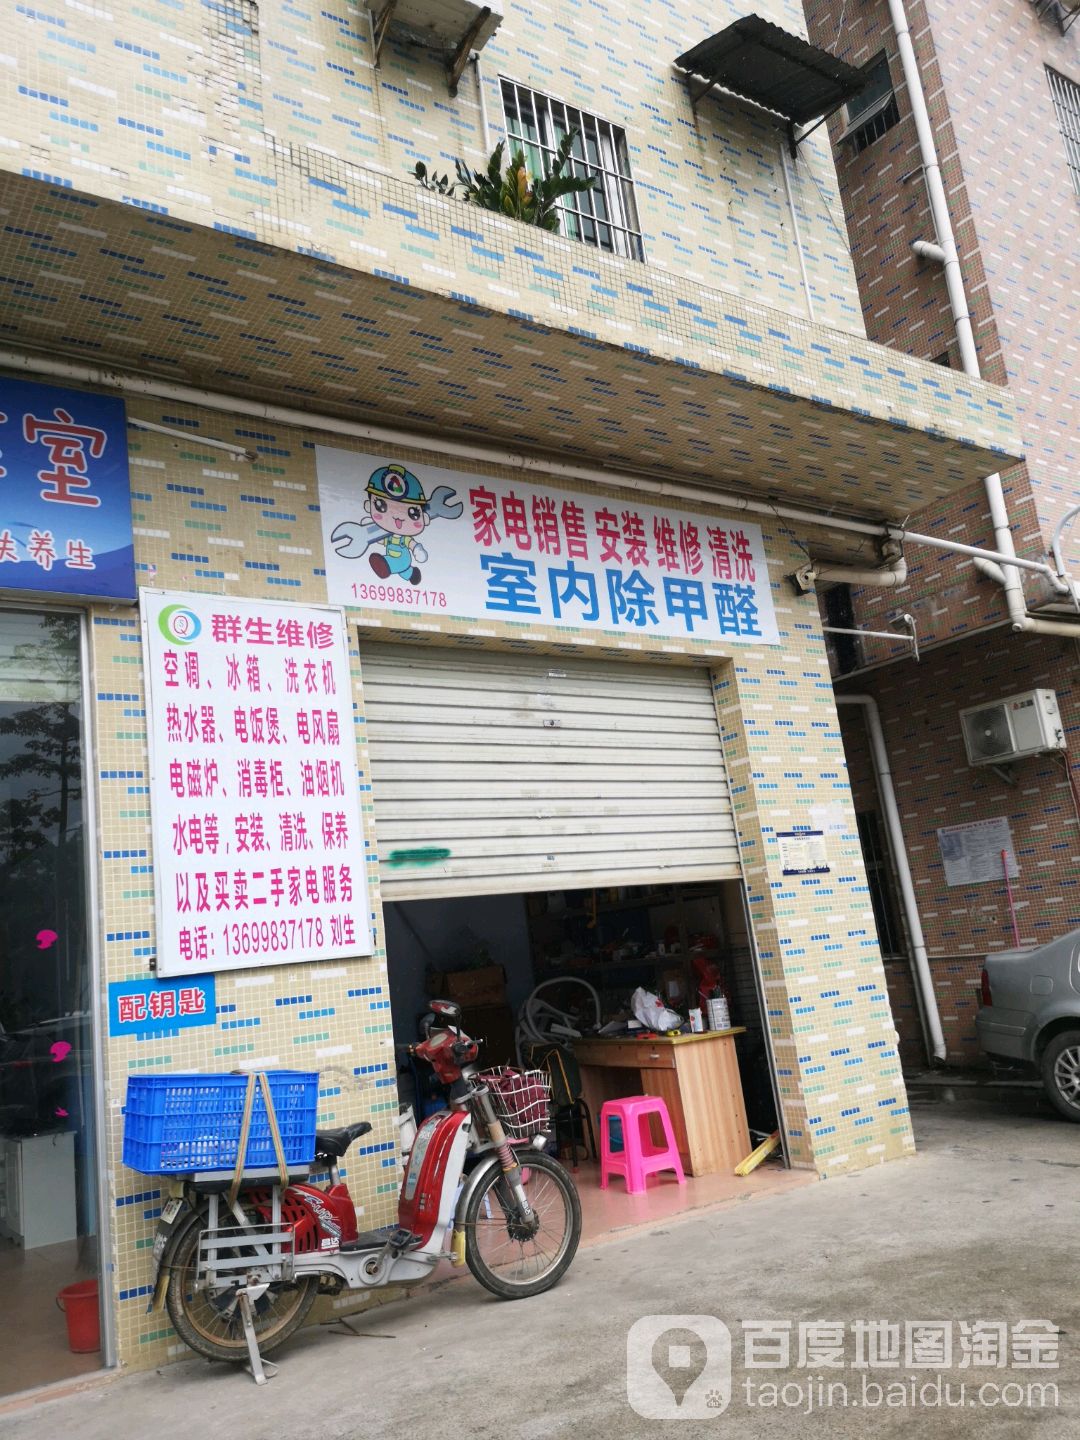 室
养生
家电销售 安装 维修 清洗
室内除甲醛
13699837178
群生维修
空调、冰箱、洗衣机
热水器、电饭煲、电风扇
电磁炉、消毒柜、油烟机
水电等，安装、清洗、保养
以及买卖二手家电服务
电话：13699837178 刘生
配钥匙
百度地图淘金
taojin.baidu.com